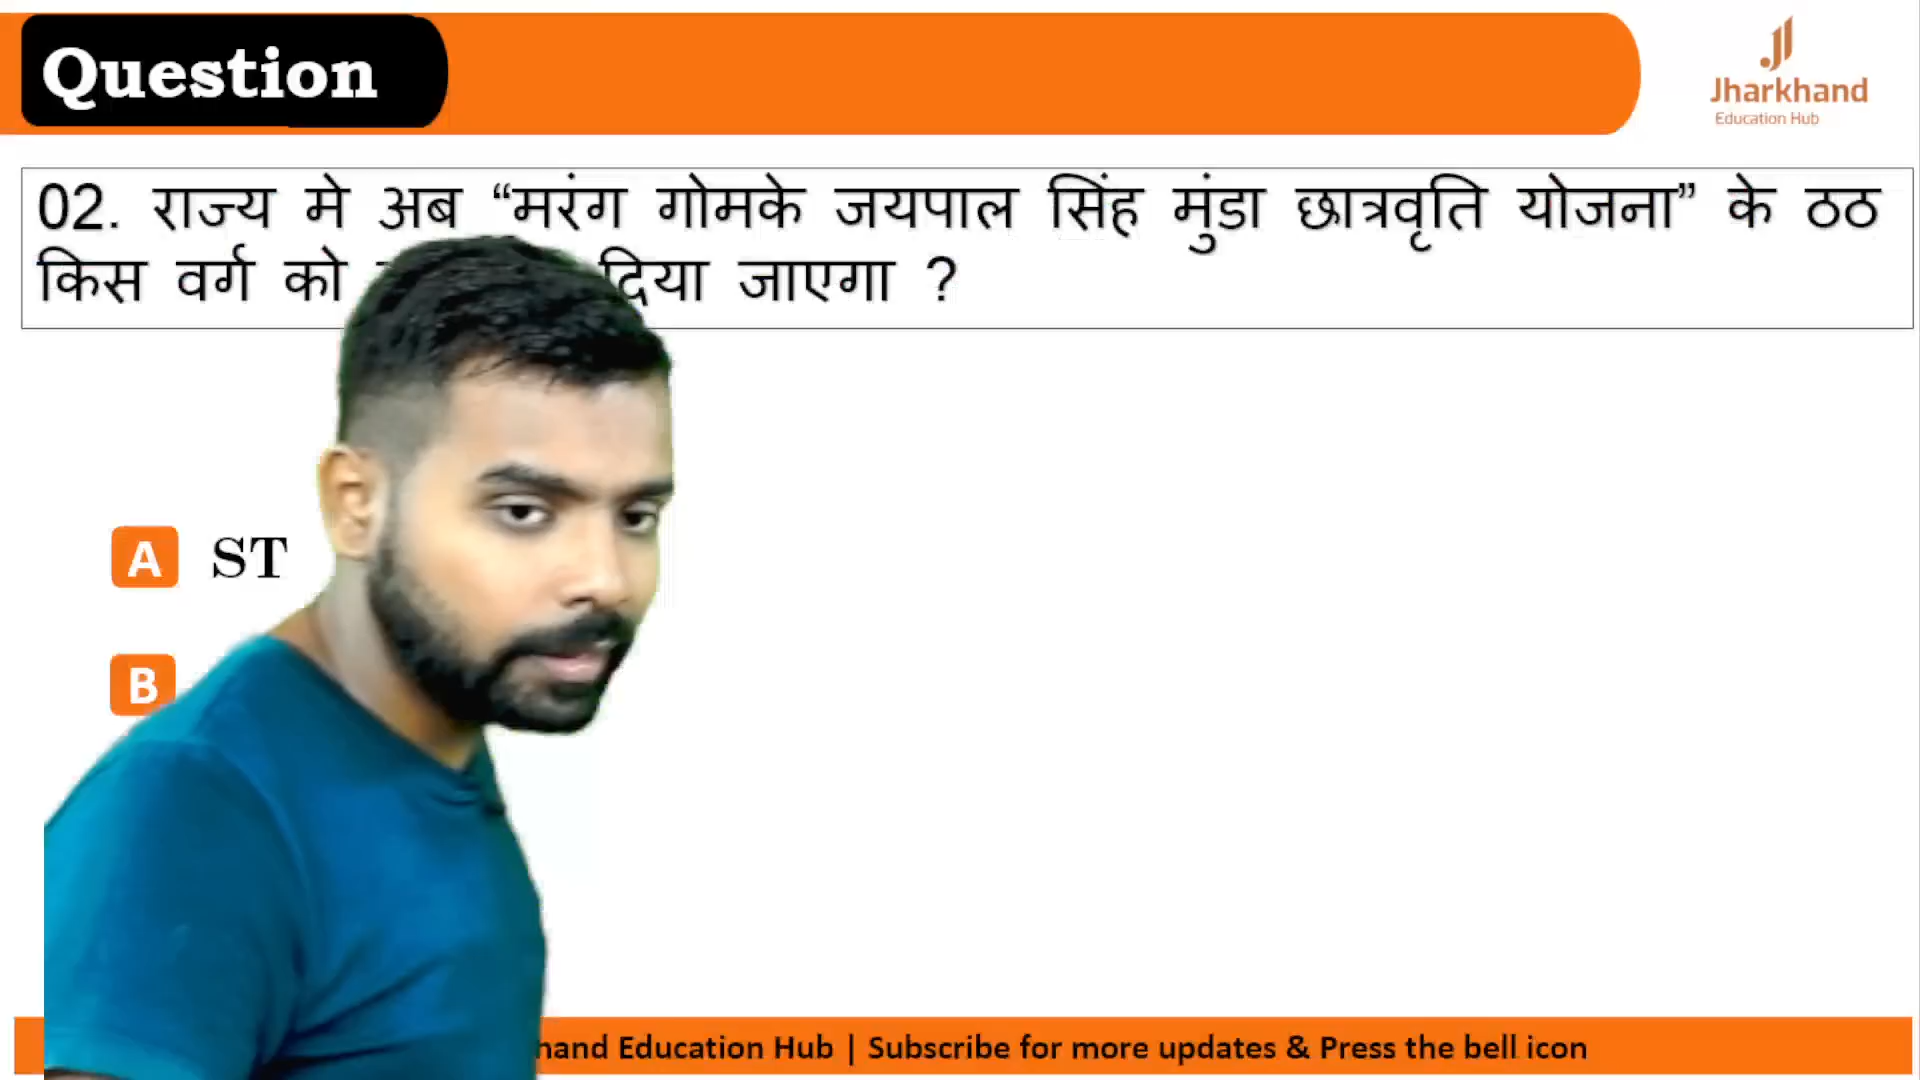 Question
Jharkhand
Education Hub
02. राज्य मे अब “मरंग गोमके जयपाल सिंह मुंडा छात्रवृति योजना” के ठठ
किस वर्ग को दिया जाएगा ?
A ST
B
Education Hub | Subscribe for more updates & Press the bell icon